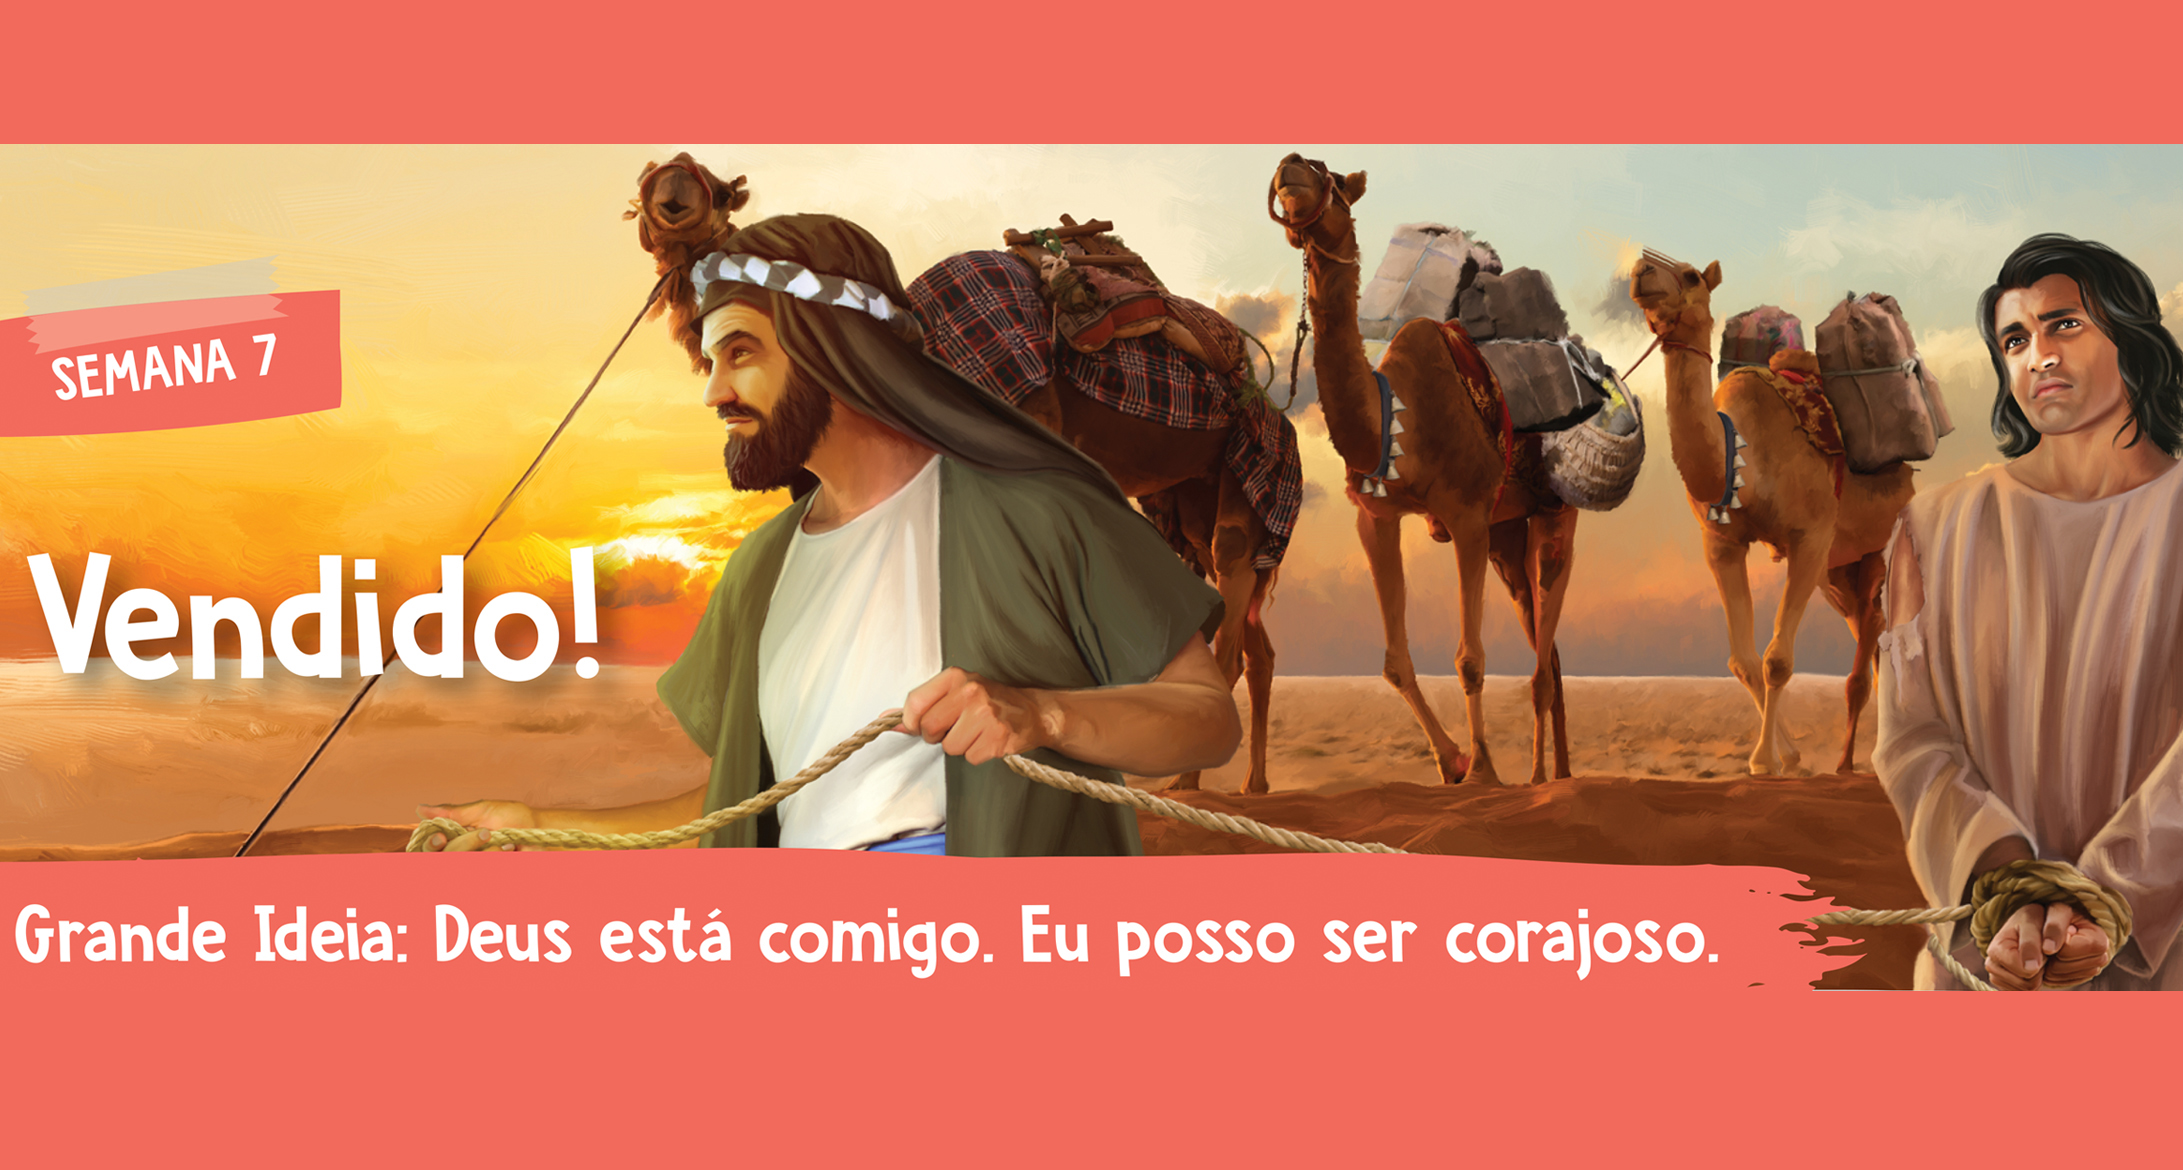 SEMANA 7
Vendido!
Grande Ideia: Deus está comigo. Eu posso ser corajoso.